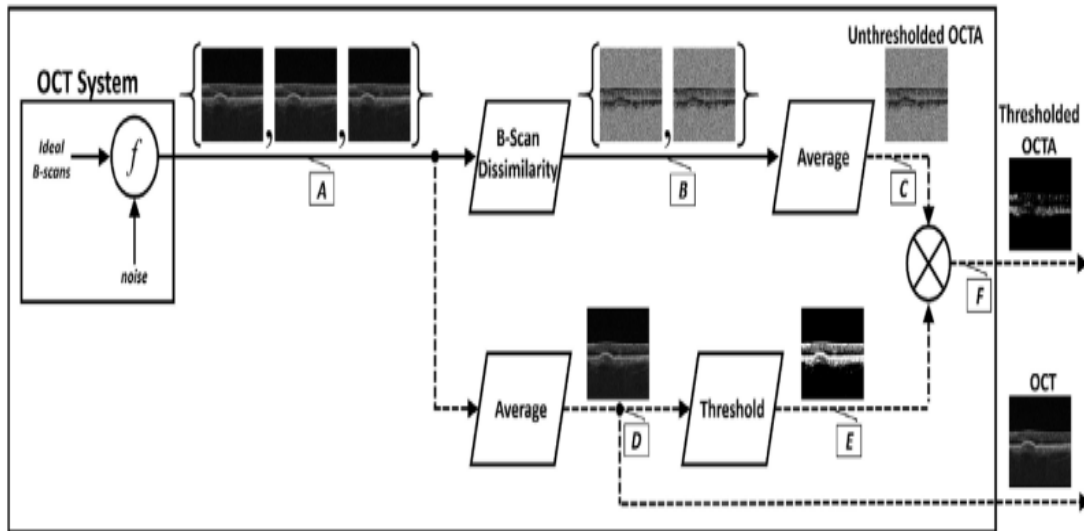 Unthresholded OCTA
OCT System
Ideal
B-scans
f
noise
{ , , }
A
B-Scan
Dissimilarity
{ , }
B
Average
C
Thresholded
OCTA
F
Average
D
Threshold
E
OCT